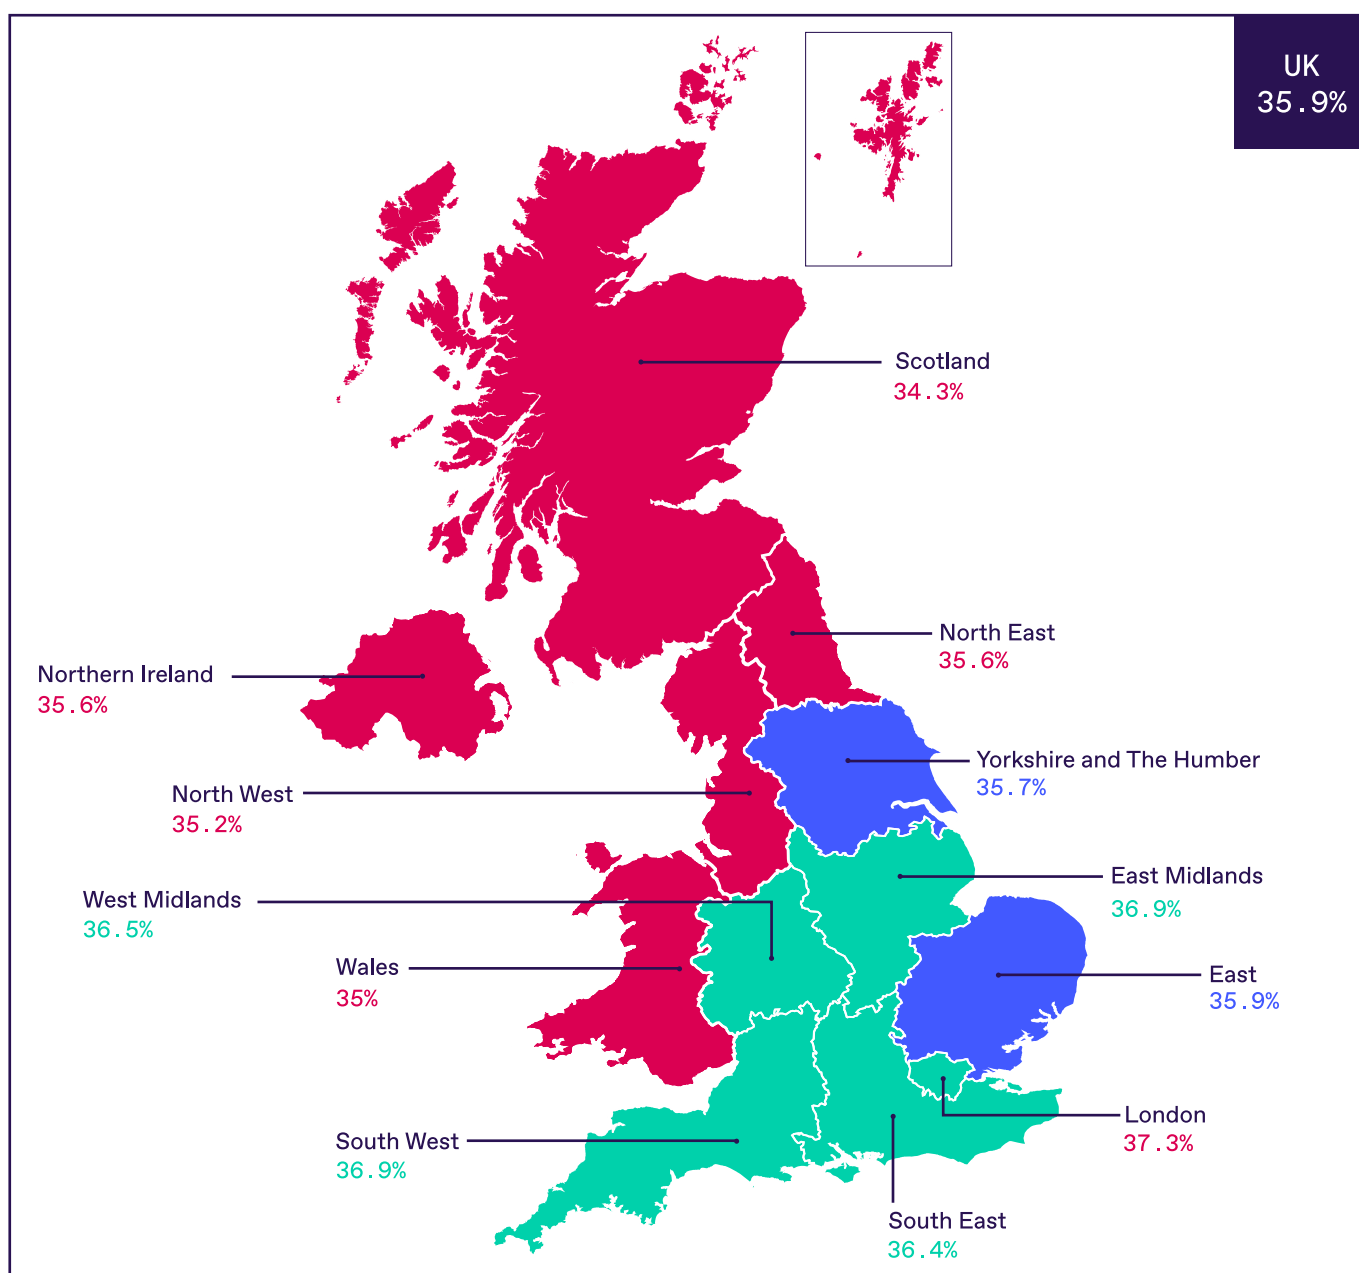 UK
35.9%
Scotland
34.3%
North East
35.6%
Northern Ireland
35.6%
Yorkshire and The Humber
35.7%
North West
35.2%
East Midlands
36.9%
West Midlands
36.5%
Wales
35%
East
35.9%
London
37.3%
South West
36.9%
South East
36.4%